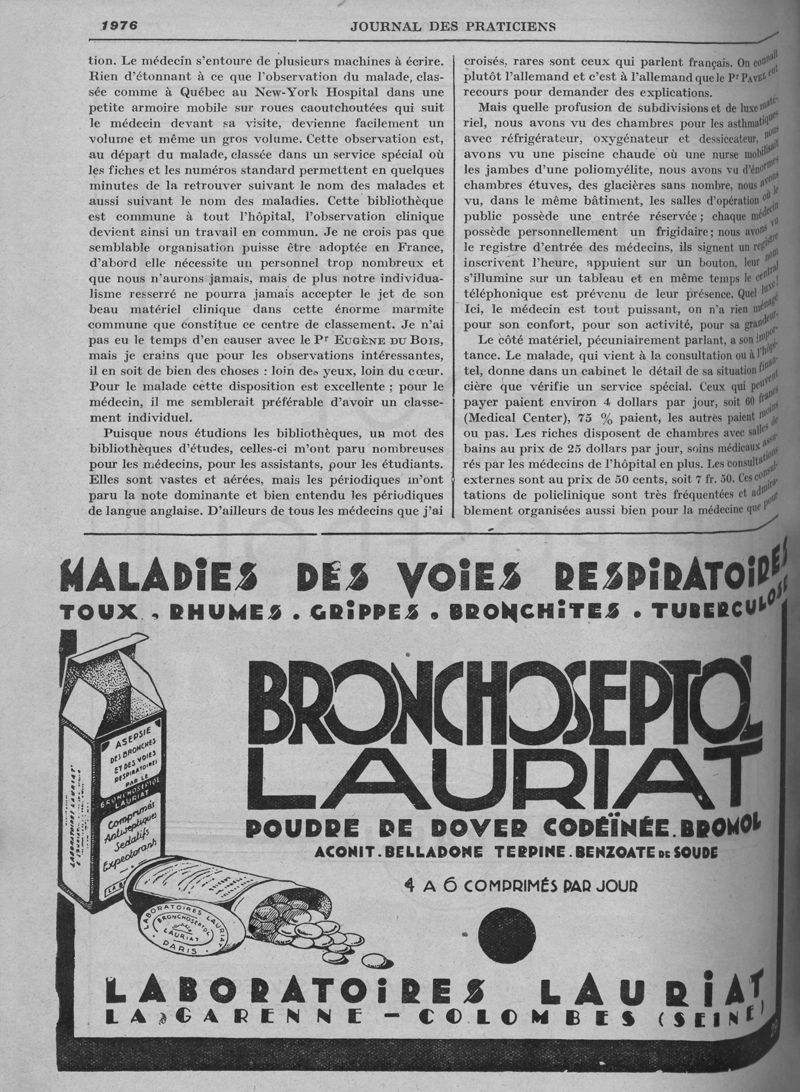 1976
JOURNAL DES PRATICIENS
tion. Le médecin s'entoure de plusieurs machines à écrire.
Rien d'étonnant à ce que l'observation du malade, clas-
sée comme à Québec au New-York Hospital dans une
petite armoire mobile sur roues caoutchoutées qui suit
le médecin devant sa visite, devienne facilement un
volume et même un gros volume. Cette observation est,
au départ du malade, classée dans un service spécial où
les fiches et les numéros standard permettent en quelques
minutes de la retrouver suivant le nom des malades et
aussi suivant le nom des maladies. Cette bibliothèque
est commune à tout l'hôpital, l'observation clinique
devient ainsi un travail en commun. Je ne crois pas que
semblable organisation puisse être adoptée en France,
d'abord elle nécessite un personnel trop nombreux et
que nous n'aurons jamais, mais de plus notre individua-
lisme resserré ne pourra jamais accepter le jet de son
beau matériel clinique dans cette énorme marmite
commune que constitue ce centre de classement. Je n'ai
pas eu le temps d'en causer avec le Pr EUGÈNE DU BOIS,
mais je crains que pour les observations intéressantes,
il en soit de bien des choses : loin des yeux, loin du cœur.
Pour le malade cette disposition est excellente ; pour le
médecin, il me semblerait préférable d'avoir un classe-
ment individuel.
Puisque nous étudions les bibliothèques, un mot des
bibliothèques d'études, celles-ci m'ont paru nombreuses
pour les médecins, pour les assistants, pour les étudiants.
Elles sont vastes et aérées, mais les périodiques m'ont
paru la note dominante et bien entendu les périodiques
de langue anglaise. D'ailleurs de tous les médecins que j'ai
croisés, rares sont ceux qui parlent français. On connaît
plutôt l'allemand et c'est à l'allemand que le Pr PAVEL eut
recours pour demander des explications.
Mais quelle profusion de subdivisions et de luxe maté-
riel, nous avons vu des chambres pour les asthmatiques
avec réfrigérateur, oxygénateur et dessiccateur, nous
avons vu une piscine chaude où une nurse mobilisait
les jambes d'une poliomyélite, nous avons vu d'énormes
chambres étuves, des glacières sans nombre, nous avons
vu, dans le même bâtiment, les salles d'opération où le
public possède une entrée réservée ; chaque médecin
possède personnellement un frigidaire ; nous avons vu
le registre d'entrée des médecins, ils signent un registre
inscrivent l'heure, appuient sur un bouton, leur nom
s'illumine sur un tableau et en même temps le central
téléphonique est prévenu de leur présence. Quel luxe !
Ici, le médecin est tout puissant, on n'a rien ménagé
pour son confort, pour son activité, pour sa grandeur.
Le côté matériel, pécuniairement parlant, a son impor-
tance. Le malade, qui vient à la consultation ou à l'hôpi-
tel, donne dans un cabinet le détail de sa situation finan-
cière que vérifie un service spécial. Ceux qui peuvent
payer paient environ 4 dollars par jour, soit 60 francs
(Medical Center), 75 % paient, les autres paient moins
ou pas. Les riches disposent de chambres avec salles de
bains au prix de 25 dollars par jour, soins médicaux assu-
rés par les médecins de l'hôpital en plus. Les consultations
externes sont au prix de 50 cents, soit 7 fr. 50. Ces consul-
tations de policlinique sont très fréquentées et admira-
blement organisées aussi bien pour la médecine que pour
MALADIES DES VOIES RESPIRATOIRES
TOUX . RHUMES . GRIPPES . BRONCHITES . TUBERCULOSE
BRONCHOSEPTOL
LAURIAT
POUDRE DE DOVER CODÉÏNÉE . BROMOL
ACONIT . BELLADONE TERPINE . BENZOATE DE SOUDE
4 A 6 COMPRIMÉS PAR JOUR
ASEPSIE
DES BRONCHES
ET DES VOIES
RESPIRATOIRES
PAR LE
BRONCHOSEPTOL
LAURIAT
Comprimés
Antiseptiques
Sédatifs
Expectorants
LABORATOIRES LAURIAT
BRONCHOSEPTOL
LAURIAT
PARIS
LABORATOIRES LAURIAT
LA GARENNE - COLOMBES (SEINE)